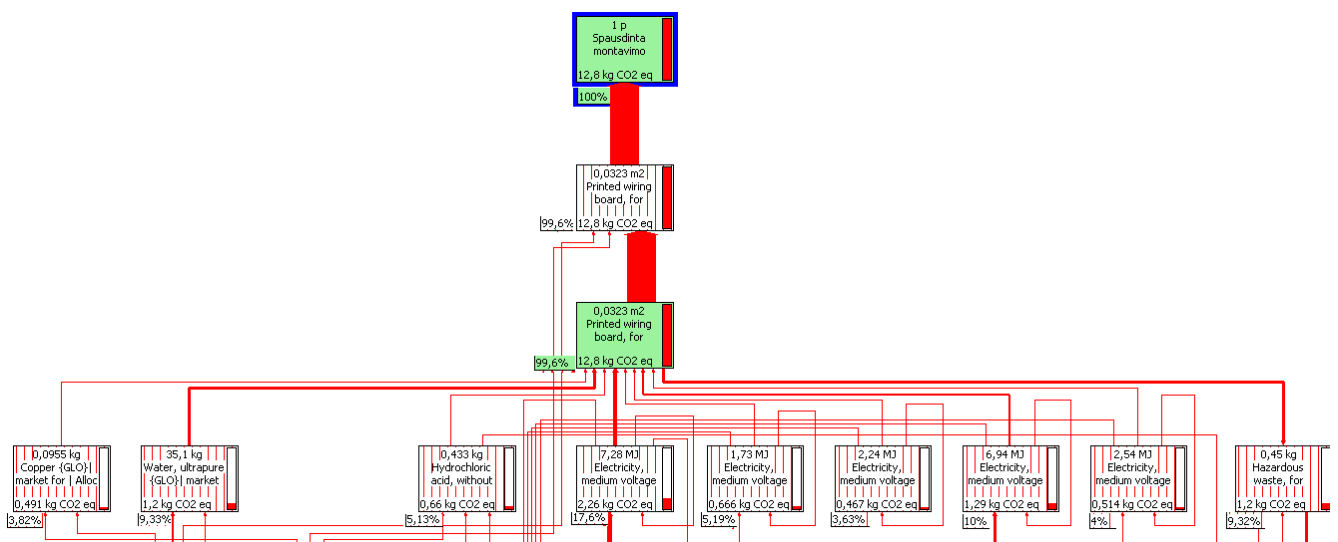 1 p
Spausdinta
montavimo
12,8 kg CO2 eq
100%
0,0323 m2
Printed wiring
board, for
12,8 kg CO2 eq
99,6%
0,0323 m2
Printed wiring
board, for
12,8 kg CO2 eq
99,6%
0,0955 kg
Copper {GLO}|
market for | Alloc
0,491 kg CO2 eq
3,82%
35,1 kg
Water, ultrapure
{GLO}| market
1,2 kg CO2 eq
9,33%
0,433 kg
Hydrochloric
acid, without
0,66 kg CO2 eq
5,13%
7,28 MJ
Electricity,
medium voltage
2,26 kg CO2 eq
17,6%
1,73 MJ
Electricity,
medium voltage
0,666 kg CO2 eq
5,19%
2,24 MJ
Electricity,
medium voltage
0,467 kg CO2 eq
3,63%
6,94 MJ
Electricity,
medium voltage
1,29 kg CO2 eq
10%
2,54 MJ
Electricity,
medium voltage
0,514 kg CO2 eq
4%
0,45 kg
Hazardous
waste, for
1,2 kg CO2 eq
9,32%